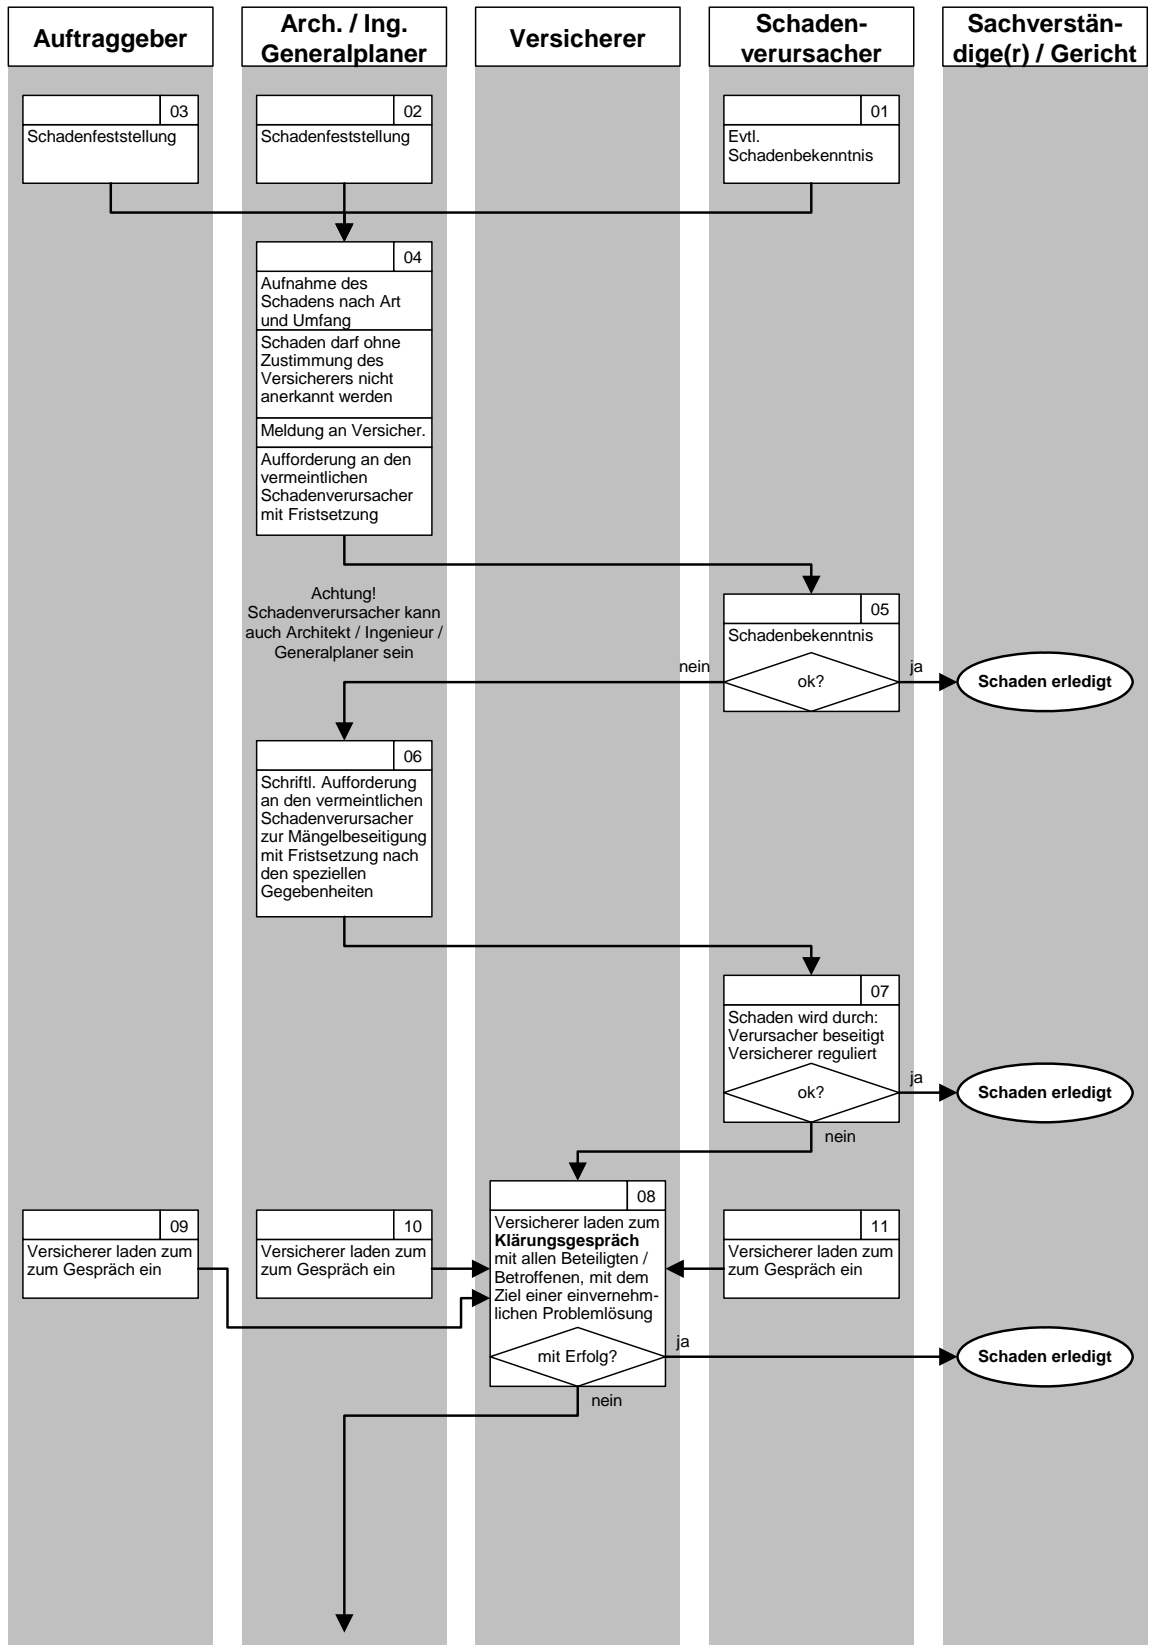 Auftraggeber
Arch. / Ing.
Generalplaner
Versicherer
Schaden-
verursacher
Sachverstän-
dige(r) / Gericht
03
Schadenfeststellung
02
Schadenfeststellung
01
Evtl.
Schadenbekenntnis
04
Aufnahme des
Schadens nach Art
und Umfang
Schaden darf ohne
Zustimmung des
Versicherers nicht
anerkannt werden
Meldung an Versicher.
Aufforderung an den
vermeintlichen
Schadenverursacher
mit Fristsetzung
Achtung!
Schadenverursacher kann
auch Architekt / Ingenieur /
Generalplaner sein
05
Schadenbekenntnis
nein
ok?
ja
Schaden erledigt
06
Schriftl. Aufforderung
an den vermeintlichen
Schadenverursacher
zur Mängelbeseitigung
mit Fristsetzung nach
den speziellen
Gegebenheiten
07
Schaden wird durch:
Verursacher beseitigt
Versicherer reguliert
ok?
ja
Schaden erledigt
nein
08
Versicherer laden zum
Klärungsgespräch
mit allen Beteiligten /
Betroffenen, mit dem
Ziel einer einvernehm-
lichen Problemlösung
09
Versicherer laden zum
zum Gespräch ein
10
Versicherer laden zum
zum Gespräch ein
11
Versicherer laden zum
zum Gespräch ein
mit Erfolg?
ja
Schaden erledigt
nein